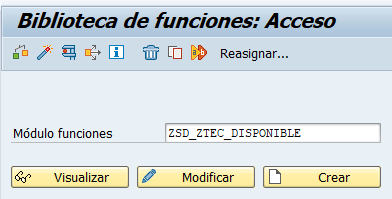 Biblioteca de funciones: Acceso
Reasignar...
Módulo funciones ZSD_ZTEC_DISPONIBLE
Visualizar Modificar Crear